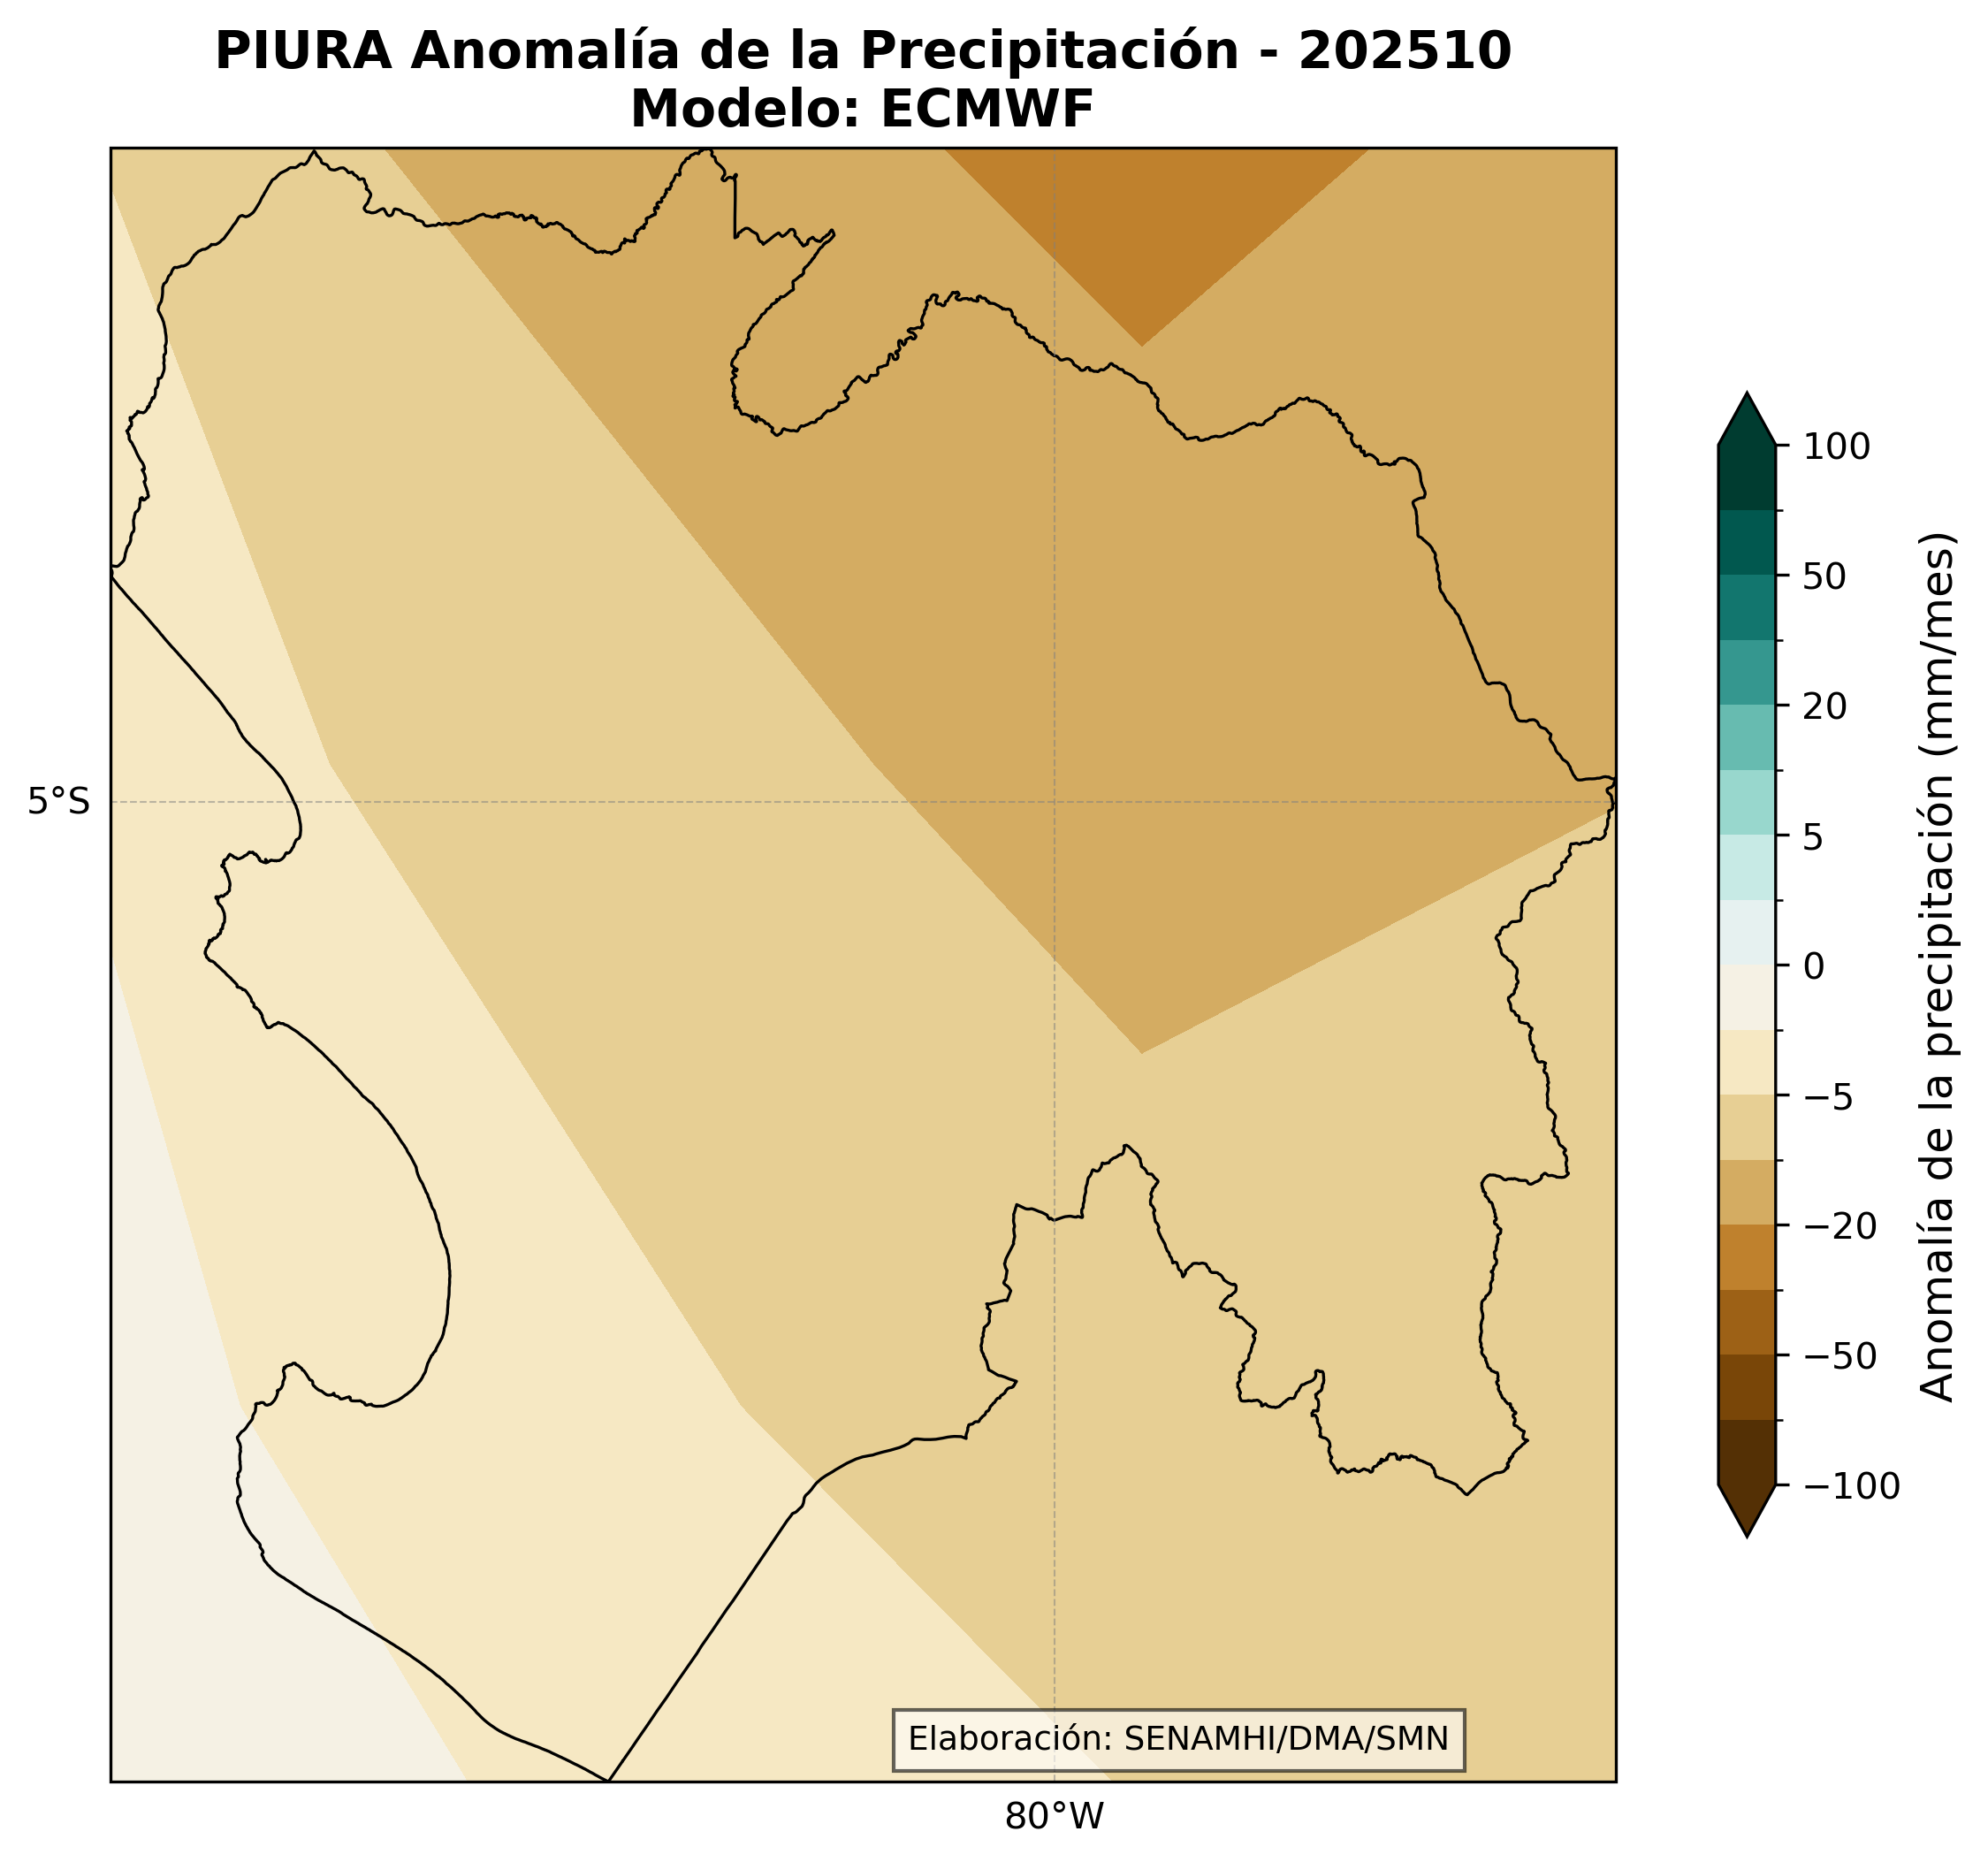 PIURA Anomalía de la Precipitación - 202510
Modelo: ECMWF
100
50
20
5
0
−5
−20
−50
−100
Anomalía de la precipitación (mm/mes)
5°S
Elaboración: SENAMHI/DMA/SMN
80°W